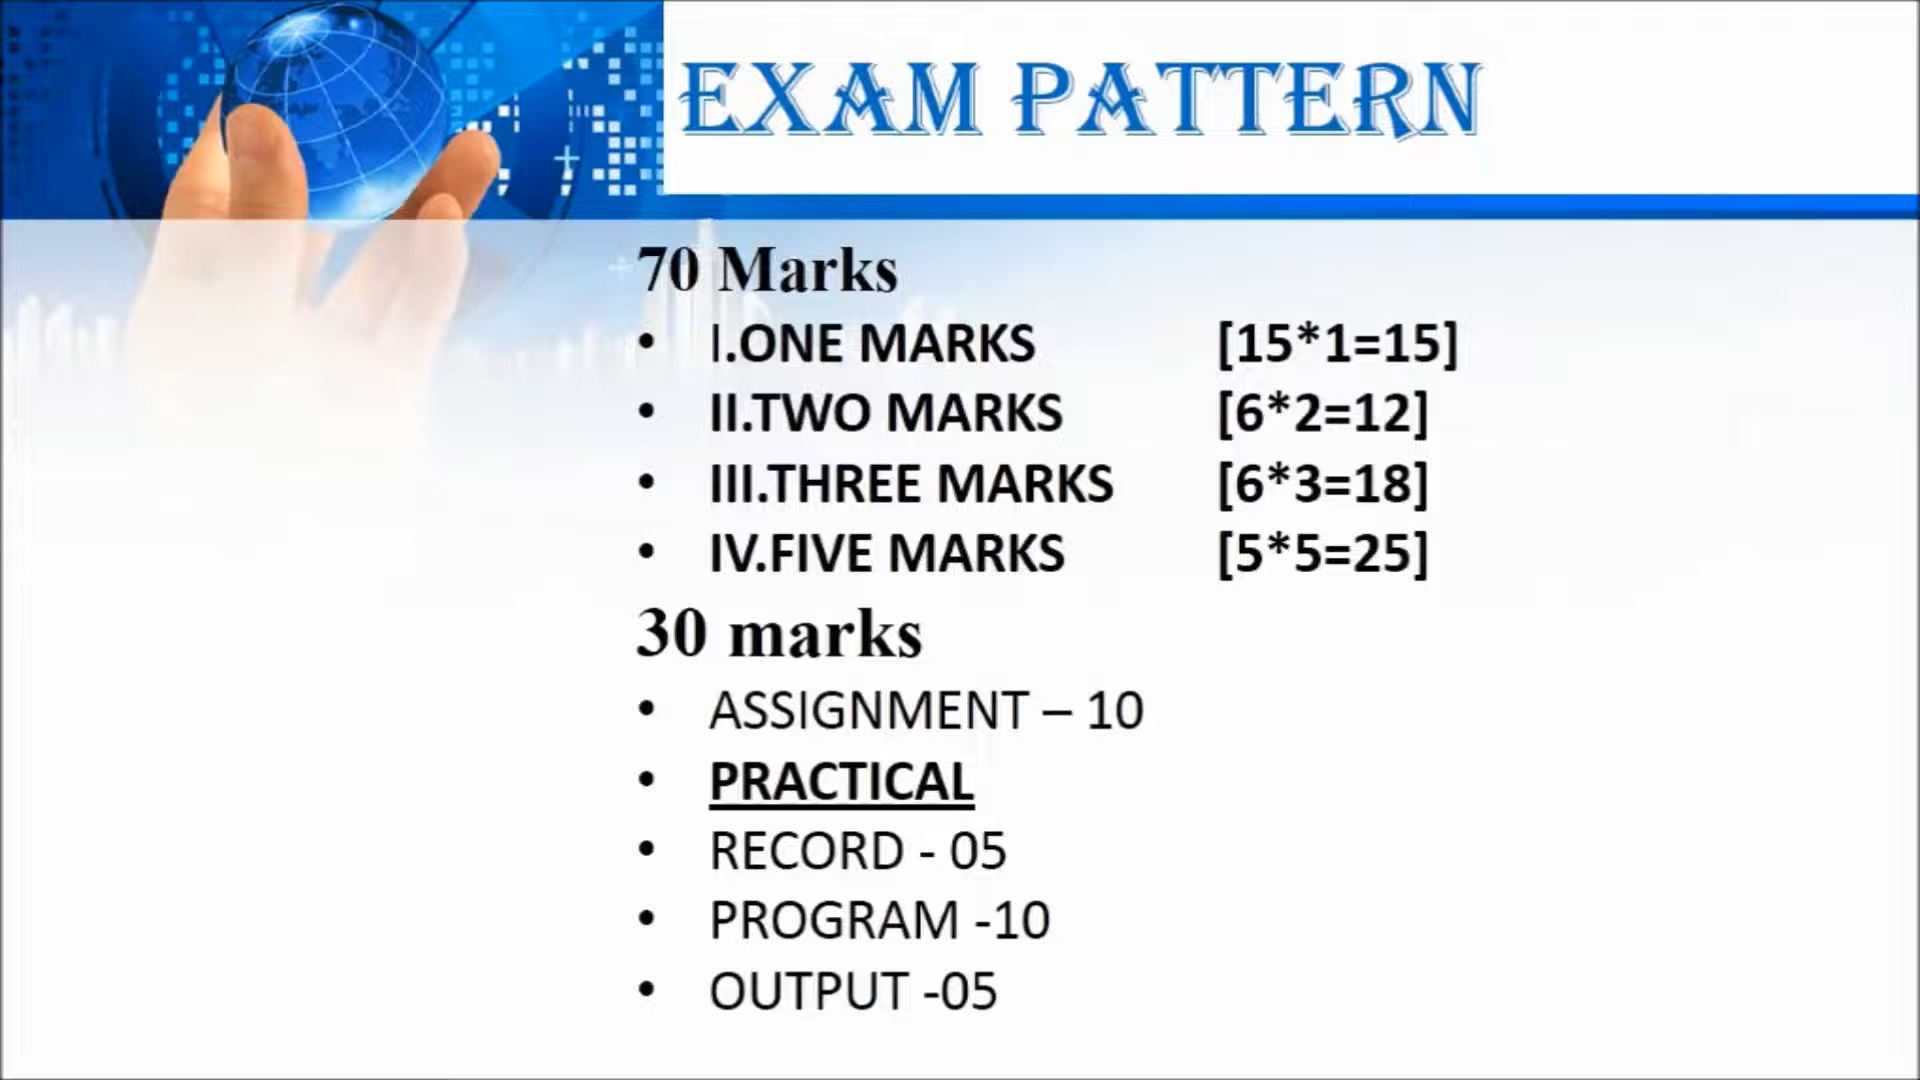 EXAM PATTERN
70 Marks
• I.ONE MARKS [15*1=15]
• II.TWO MARKS [6*2=12]
• III.THREE MARKS [6*3=18]
• IV.FIVE MARKS [5*5=25]
30 marks
• ASSIGNMENT – 10
• PRACTICAL
• RECORD - 05
• PROGRAM -10
• OUTPUT -05